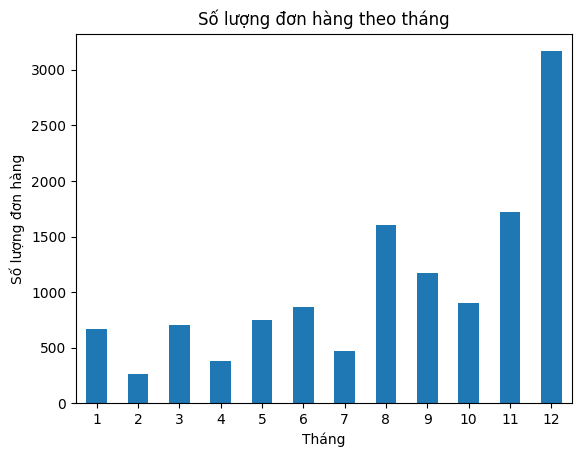 Số lượng đơn hàng theo tháng
3000
2500
2000
1500
1000
500
0
Số lượng đơn hàng
1 2 3 4 5 6 7 8 9 10 11 12
Tháng